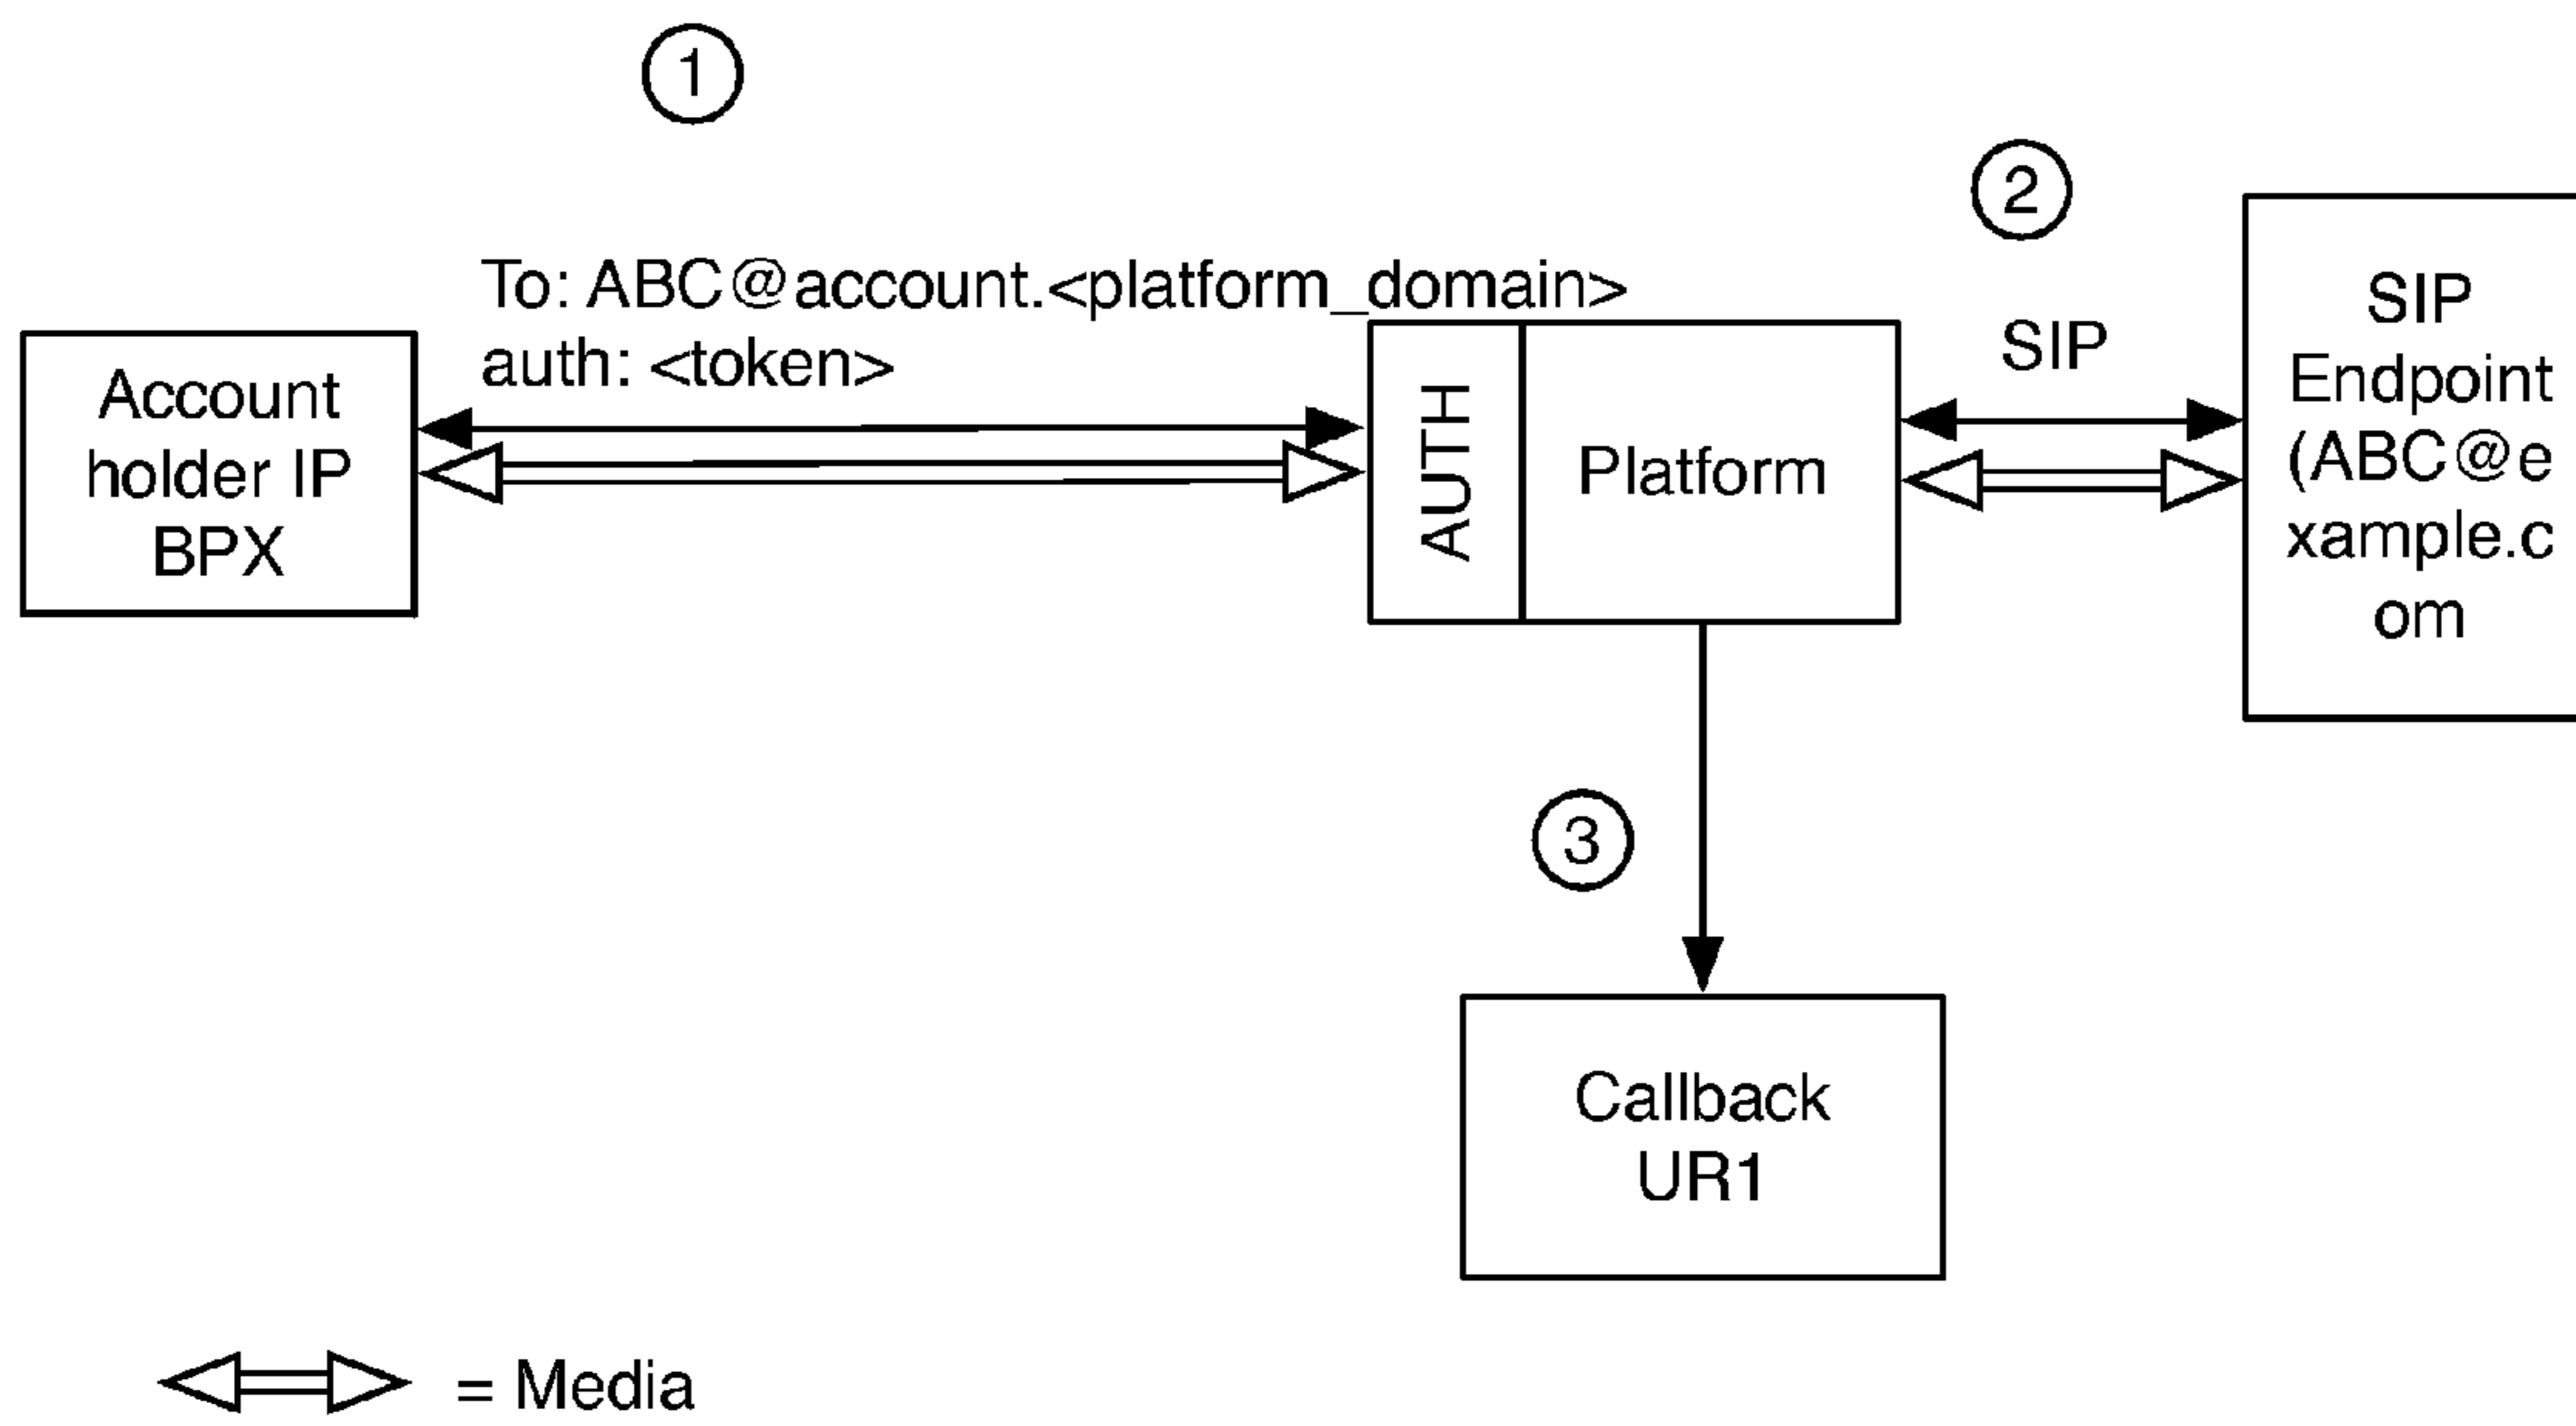 1
2
To: ABC@account.<platform_domain>
auth: <token>
Account
holder IP
BPX
AUTH
Platform
SIP
SIP
Endpoint
(ABC@e
xample.c
om
3
Callback
UR1
= Media